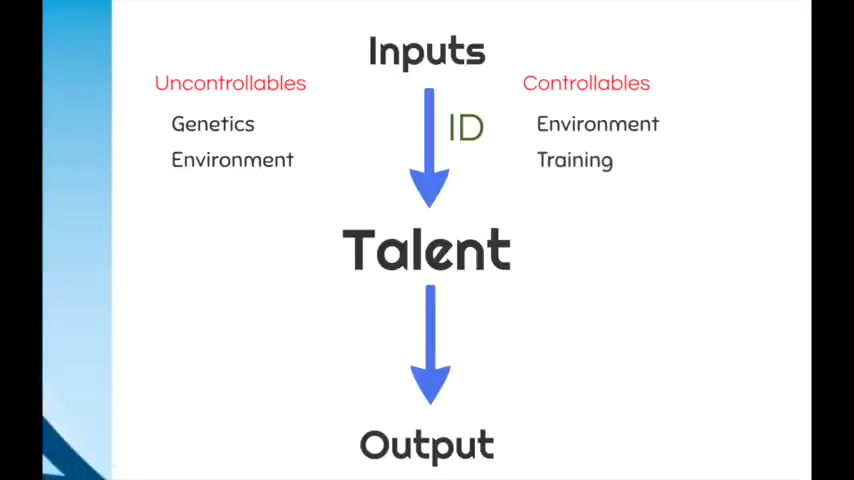 Inputs
Uncontrollables
Controllables
ID
Genetics
Environment
Environment
Training
Talent
Output